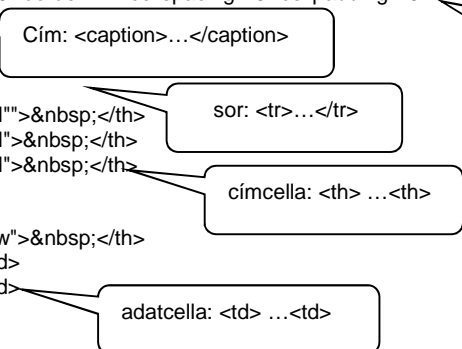 Cím: <caption>…</caption>
sor: <tr>…</tr>
"">&nbsp;</th>
">&nbsp;</th>
">&nbsp;</th>
címcella: <th> …<th>
">&nbsp;</th>
d>
d>
adatcella: <td> …<td>